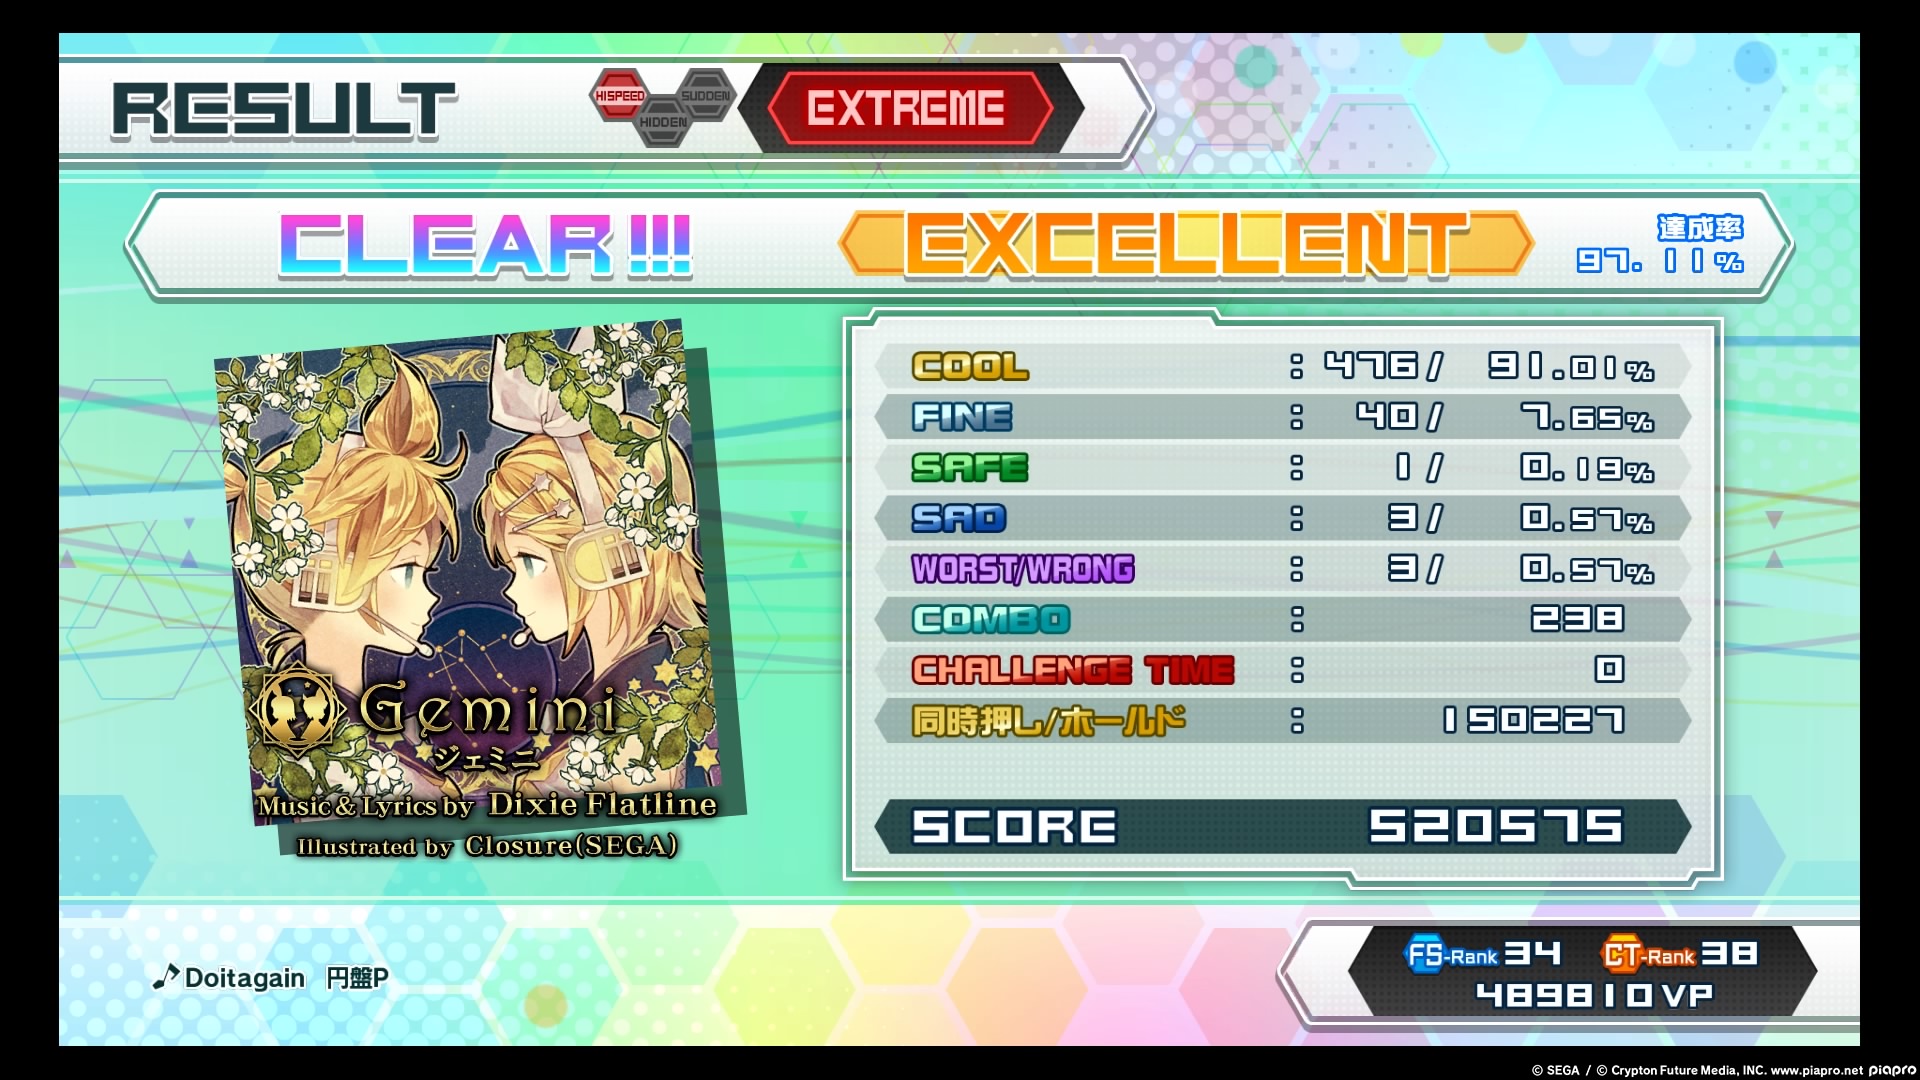 RESULT
HISPEED
SUDDEN
HIDDEN
EXTREME
CLEAR!!!
EXCELLENT
達成率
97.11%
COOL : 476/ 91.01%
FINE : 40/ 7.65%
SAFE : 1/ 0.19%
SAD : 3/ 0.57%
WORST/WRONG : 3/ 0.57%
COMBO : 238
CHALLENGE TIME : 0
同時押し/ホールド : 150227
SCORE 520575
Gemini
ジェミニ
Music & Lyrics by Dixie Flatline
Illustrated by Closure(SEGA)
♪Doitagain 円盤P
FS-Rank 34 CT-Rank 38
489810VP
© SEGA / © Crypton Future Media, INC. www.piapro.net piapro